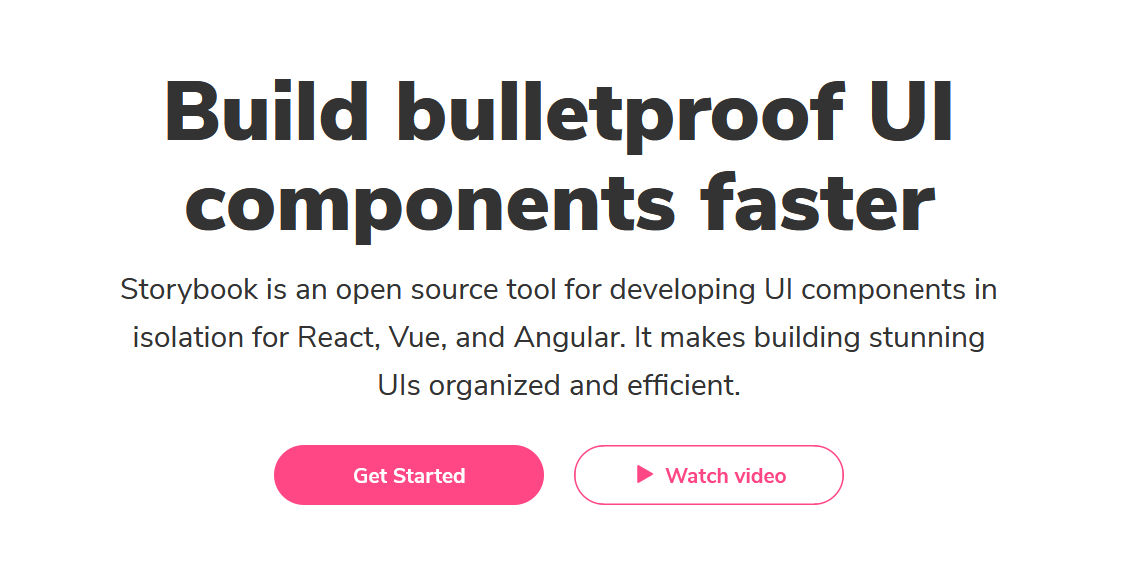 Build bulletproof UI
components faster
Storybook is an open source tool for developing UI components in
isolation for React, Vue, and Angular. It makes building stunning
UIs organized and efficient.
Get Started
Watch video